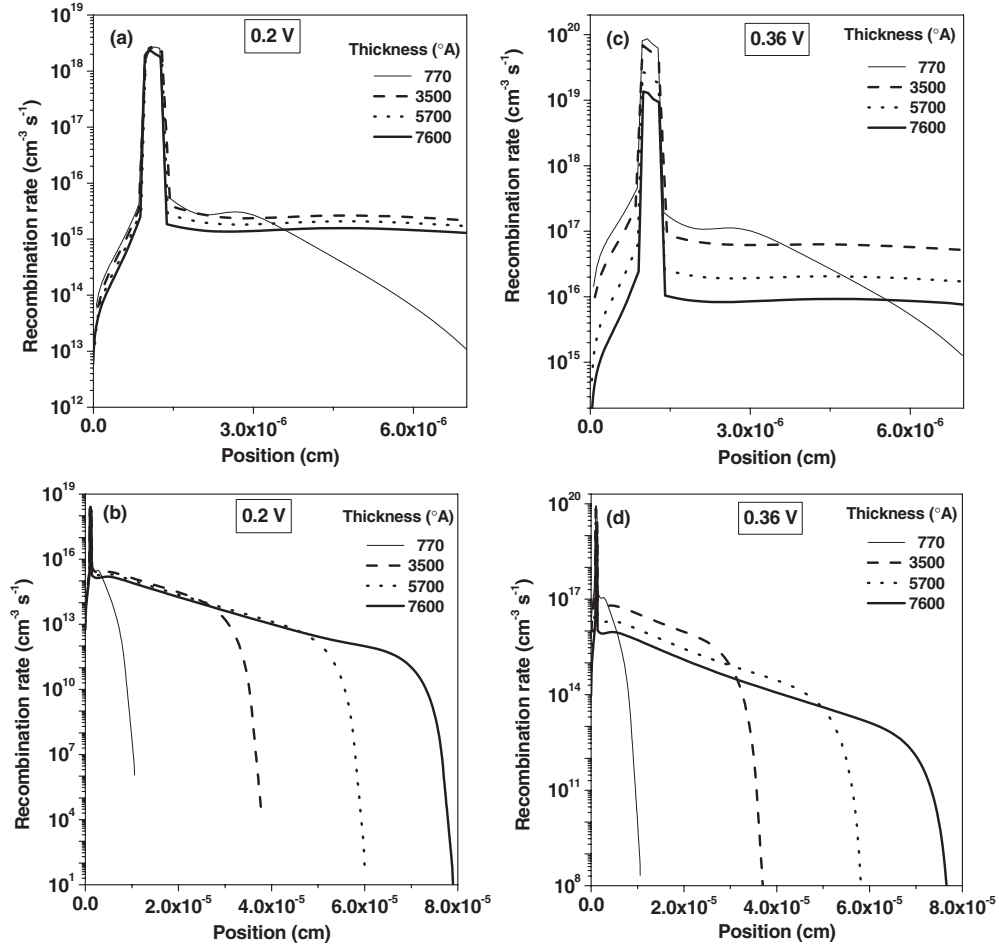 (a)
0.2 V
Thickness (°A)
770
3500
5700
7600
Recombination rate (cm⁻³ s⁻¹)
10¹⁹
10¹⁸
10¹⁷
10¹⁶
10¹⁵
10¹⁴
10¹³
10¹²
0.0
3.0x10⁻⁶
6.0x10⁻⁶
Position (cm)
(c)
0.36 V
Thickness (°A)
770
3500
5700
7600
Recombination rate (cm⁻³ s⁻¹)
10²⁰
10¹⁹
10¹⁸
10¹⁷
10¹⁶
10¹⁵
0.0
3.0x10⁻⁶
6.0x10⁻⁶
Position (cm)
(b)
0.2 V
Thickness (°A)
770
3500
5700
7600
Recombination rate (cm⁻³ s⁻¹)
10¹⁹
10¹⁶
10¹³
10¹⁰
10⁷
10⁴
10¹
0.0
2.0x10⁻⁵
4.0x10⁻⁵
6.0x10⁻⁵
8.0x10⁻⁵
Position (cm)
(d)
0.36 V
Thickness (°A)
770
3500
5700
7600
Recombination rate (cm⁻³ s⁻¹)
10²⁰
10¹⁷
10¹⁴
10¹¹
10⁸
0.0
2.0x10⁻⁵
4.0x10⁻⁵
6.0x10⁻⁵
8.0x10⁻⁵
Position (cm)